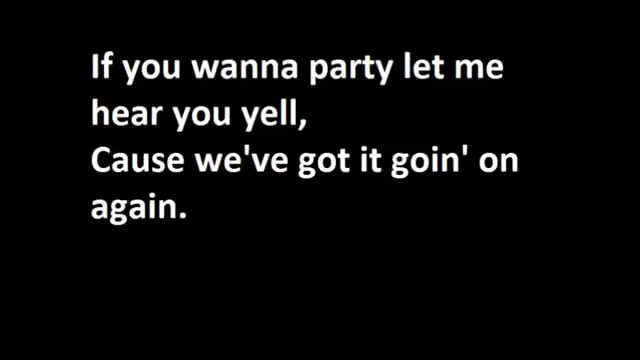 If you wanna party let me
hear you yell,
Cause we've got it goin' on
again.